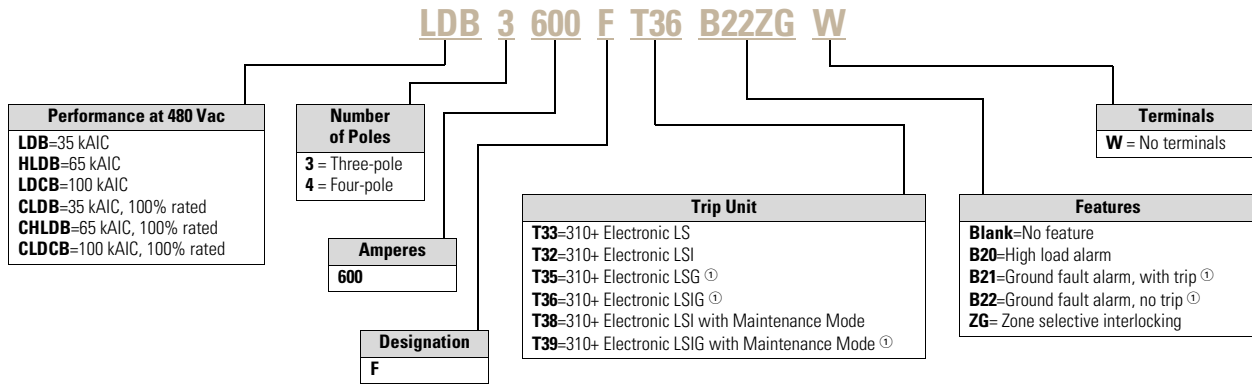 LDB 3 600 F T36 B22ZG W
Performance at 480 Vac
LDB=35 kAIC
HLDB=65 kAIC
LDCB=100 kAIC
CLDB=35 kAIC, 100% rated
CHLDB=65 kAIC, 100% rated
CLDCB=100 kAIC, 100% rated
Number
of Poles
3 = Three-pole
4 = Four-pole
Amperes
600
Designation
F
Trip Unit
T33=310+ Electronic LS
T32=310+ Electronic LSI
T35=310+ Electronic LSG ①
T36=310+ Electronic LSIG ①
T38=310+ Electronic LSI with Maintenance Mode
T39=310+ Electronic LSIG with Maintenance Mode ①
Features
Blank=No feature
B20=High load alarm
B21=Ground fault alarm, with trip ①
B22=Ground fault alarm, no trip ①
ZG= Zone selective interlocking
Terminals
W = No terminals